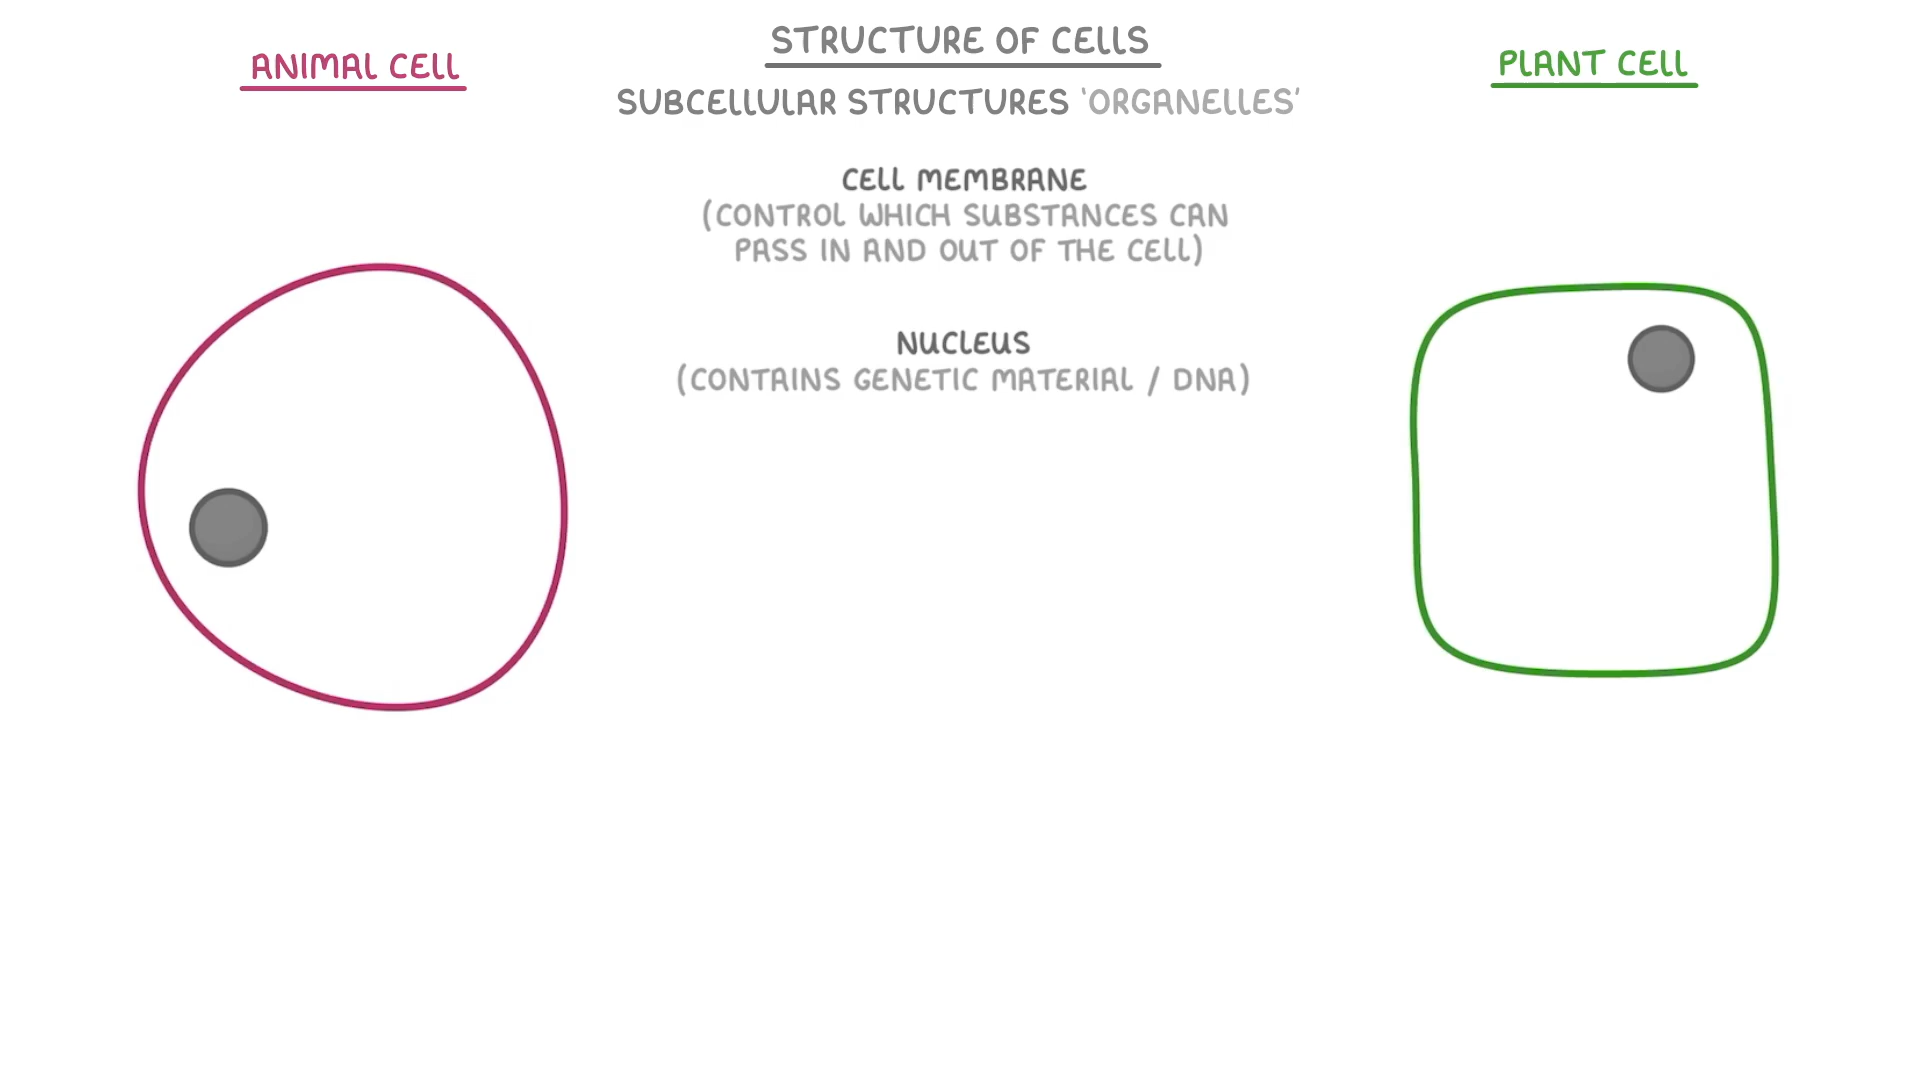 STRUCTURE OF CELLS
ANIMAL CELL
PLANT CELL
SUBCELLULAR STRUCTURES 'ORGANELLES'
CELL MEMBRANE
(CONTROL WHICH SUBSTANCES CAN
PASS IN AND OUT OF THE CELL)
NUCLEUS
(CONTAINS GENETIC MATERIAL / DNA)